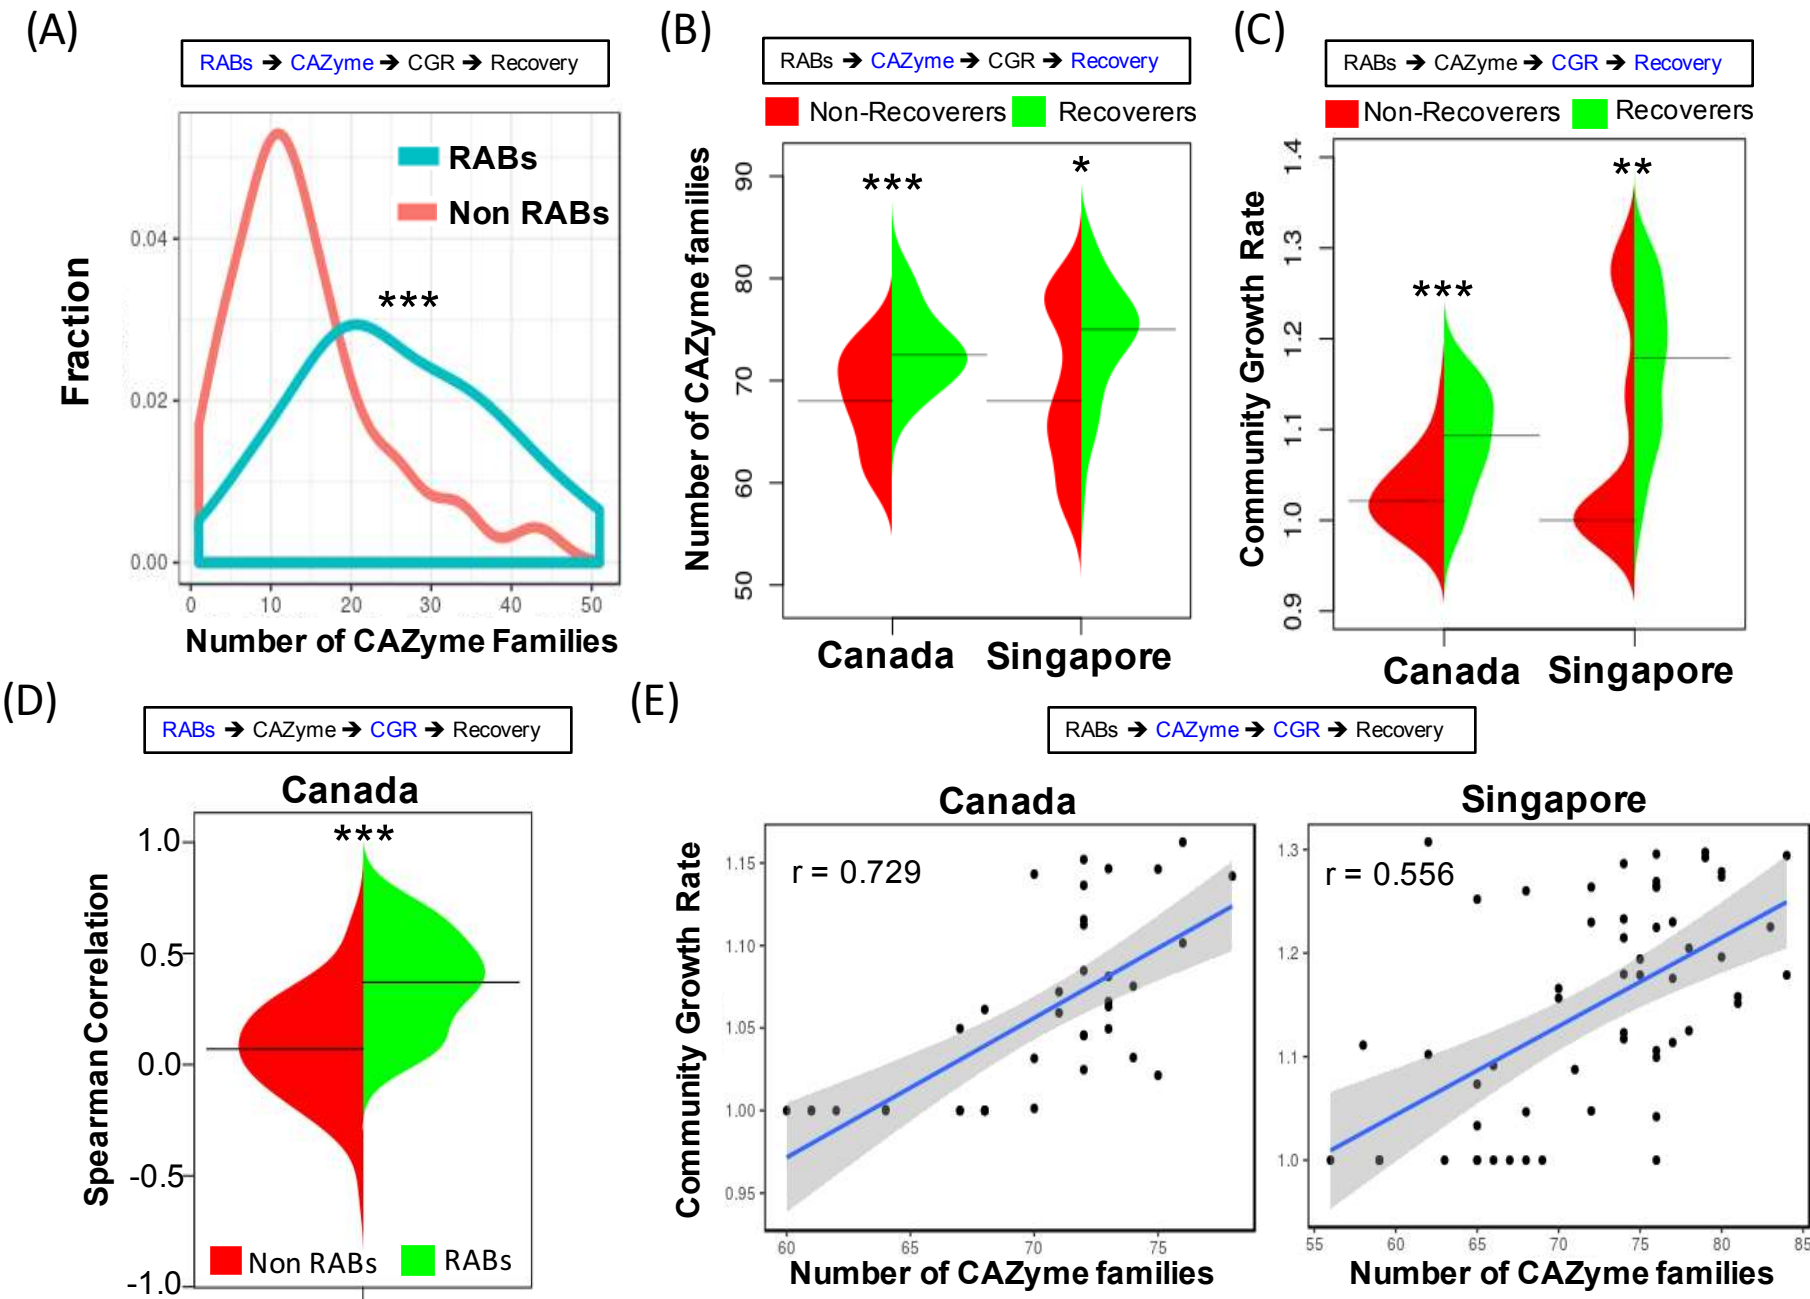 (A)
RABs → CAZyme → CGR → Recovery
RABs
Non RABs
***
Fraction
0.04
0.02
0.00
0 10 20 30 40 50
Number of CAZyme Families
(B)
RABs → CAZyme → CGR → Recovery
Non-Recoverers Recoverers
*** *
Number of CAZyme families
90
80
70
60
50
Canada Singapore
(C)
RABs → CAZyme → CGR → Recovery
Non-Recoverers Recoverers
*** **
Community Growth Rate
1.4
1.3
1.2
1.1
1.0
0.9
Canada Singapore
(D)
RABs → CAZyme → CGR → Recovery
Canada
***
Spearman Correlation
1.0
0.5
0.0
-0.5
-1.0
Non RABs RABs
(E)
RABs → CAZyme → CGR → Recovery
Canada
r = 0.729
Community Growth Rate
1.15
1.10
1.05
1.00
0.95
60 65 70 75
Number of CAZyme families
Singapore
r = 0.556
1.3
1.2
1.1
1.0
55 60 65 70 75 80 85
Number of CAZyme families